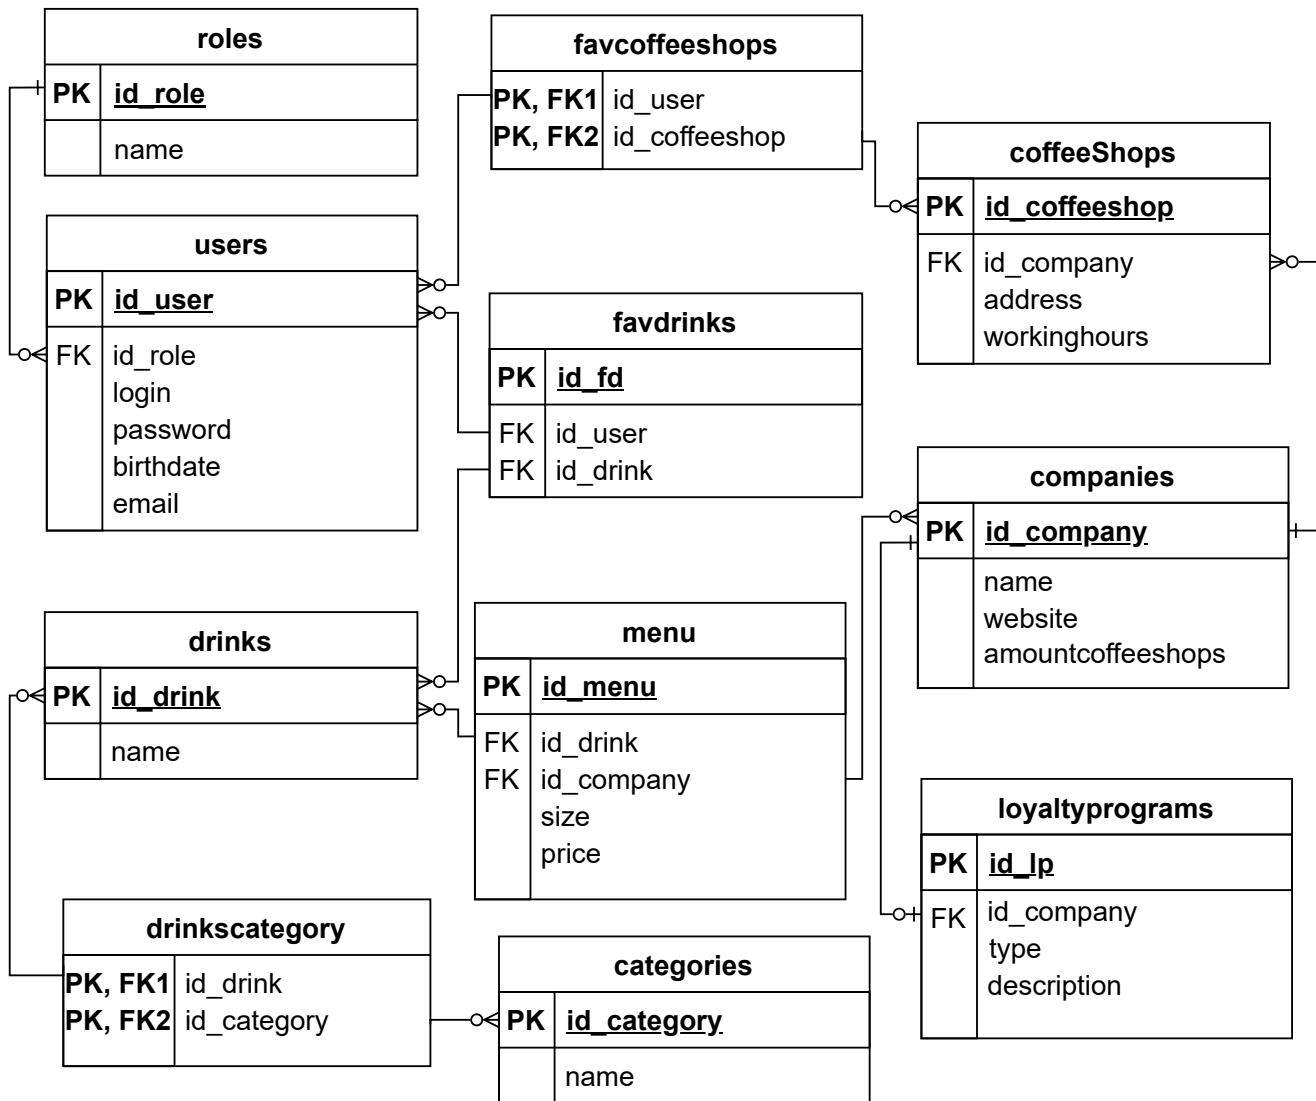 roles
PK id_role
name
favcoffeeshops
PK, FK1 id_user
PK, FK2 id_coffeeshop
coffeeShops
PK id_coffeeshop
FK id_company
address
workinghours
users
PK id_user
FK id_role
login
password
birthdate
email
favdrinks
PK id_fd
FK id_user
FK id_drink
companies
PK id_company
name
website
amountcoffeeshops
drinks
PK id_drink
name
menu
PK id_menu
FK id_drink
FK id_company
size
price
loyaltyprograms
PK id_lp
FK id_company
type
description
drinkscategory
PK, FK1 id_drink
PK, FK2 id_category
categories
PK id_category
name